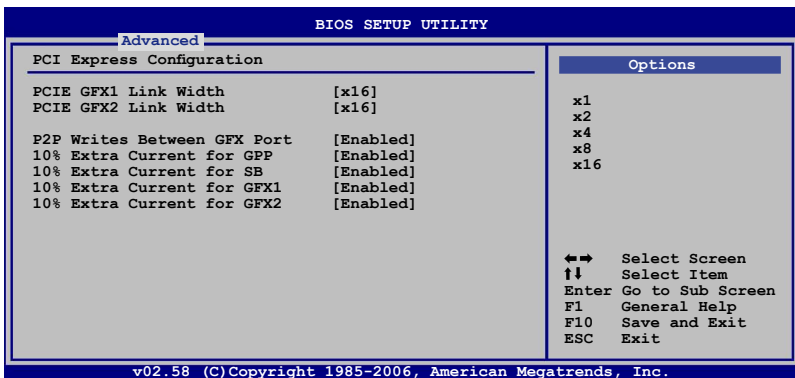 BIOS SETUP UTILITY
Advanced
PCI Express Configuration
PCIE GFX1 Link Width [x16]
PCIE GFX2 Link Width [x16]
P2P Writes Between GFX Port [Enabled]
10% Extra Current for GPP [Enabled]
10% Extra Current for SB [Enabled]
10% Extra Current for GFX1 [Enabled]
10% Extra Current for GFX2 [Enabled]
Options
x1
x2
x4
x8
x16
←→ Select Screen
↑↓ Select Item
Enter Go to Sub Screen
F1 General Help
F10 Save and Exit
ESC Exit
v02.58 (C)Copyright 1985-2006, American Megatrends, Inc.